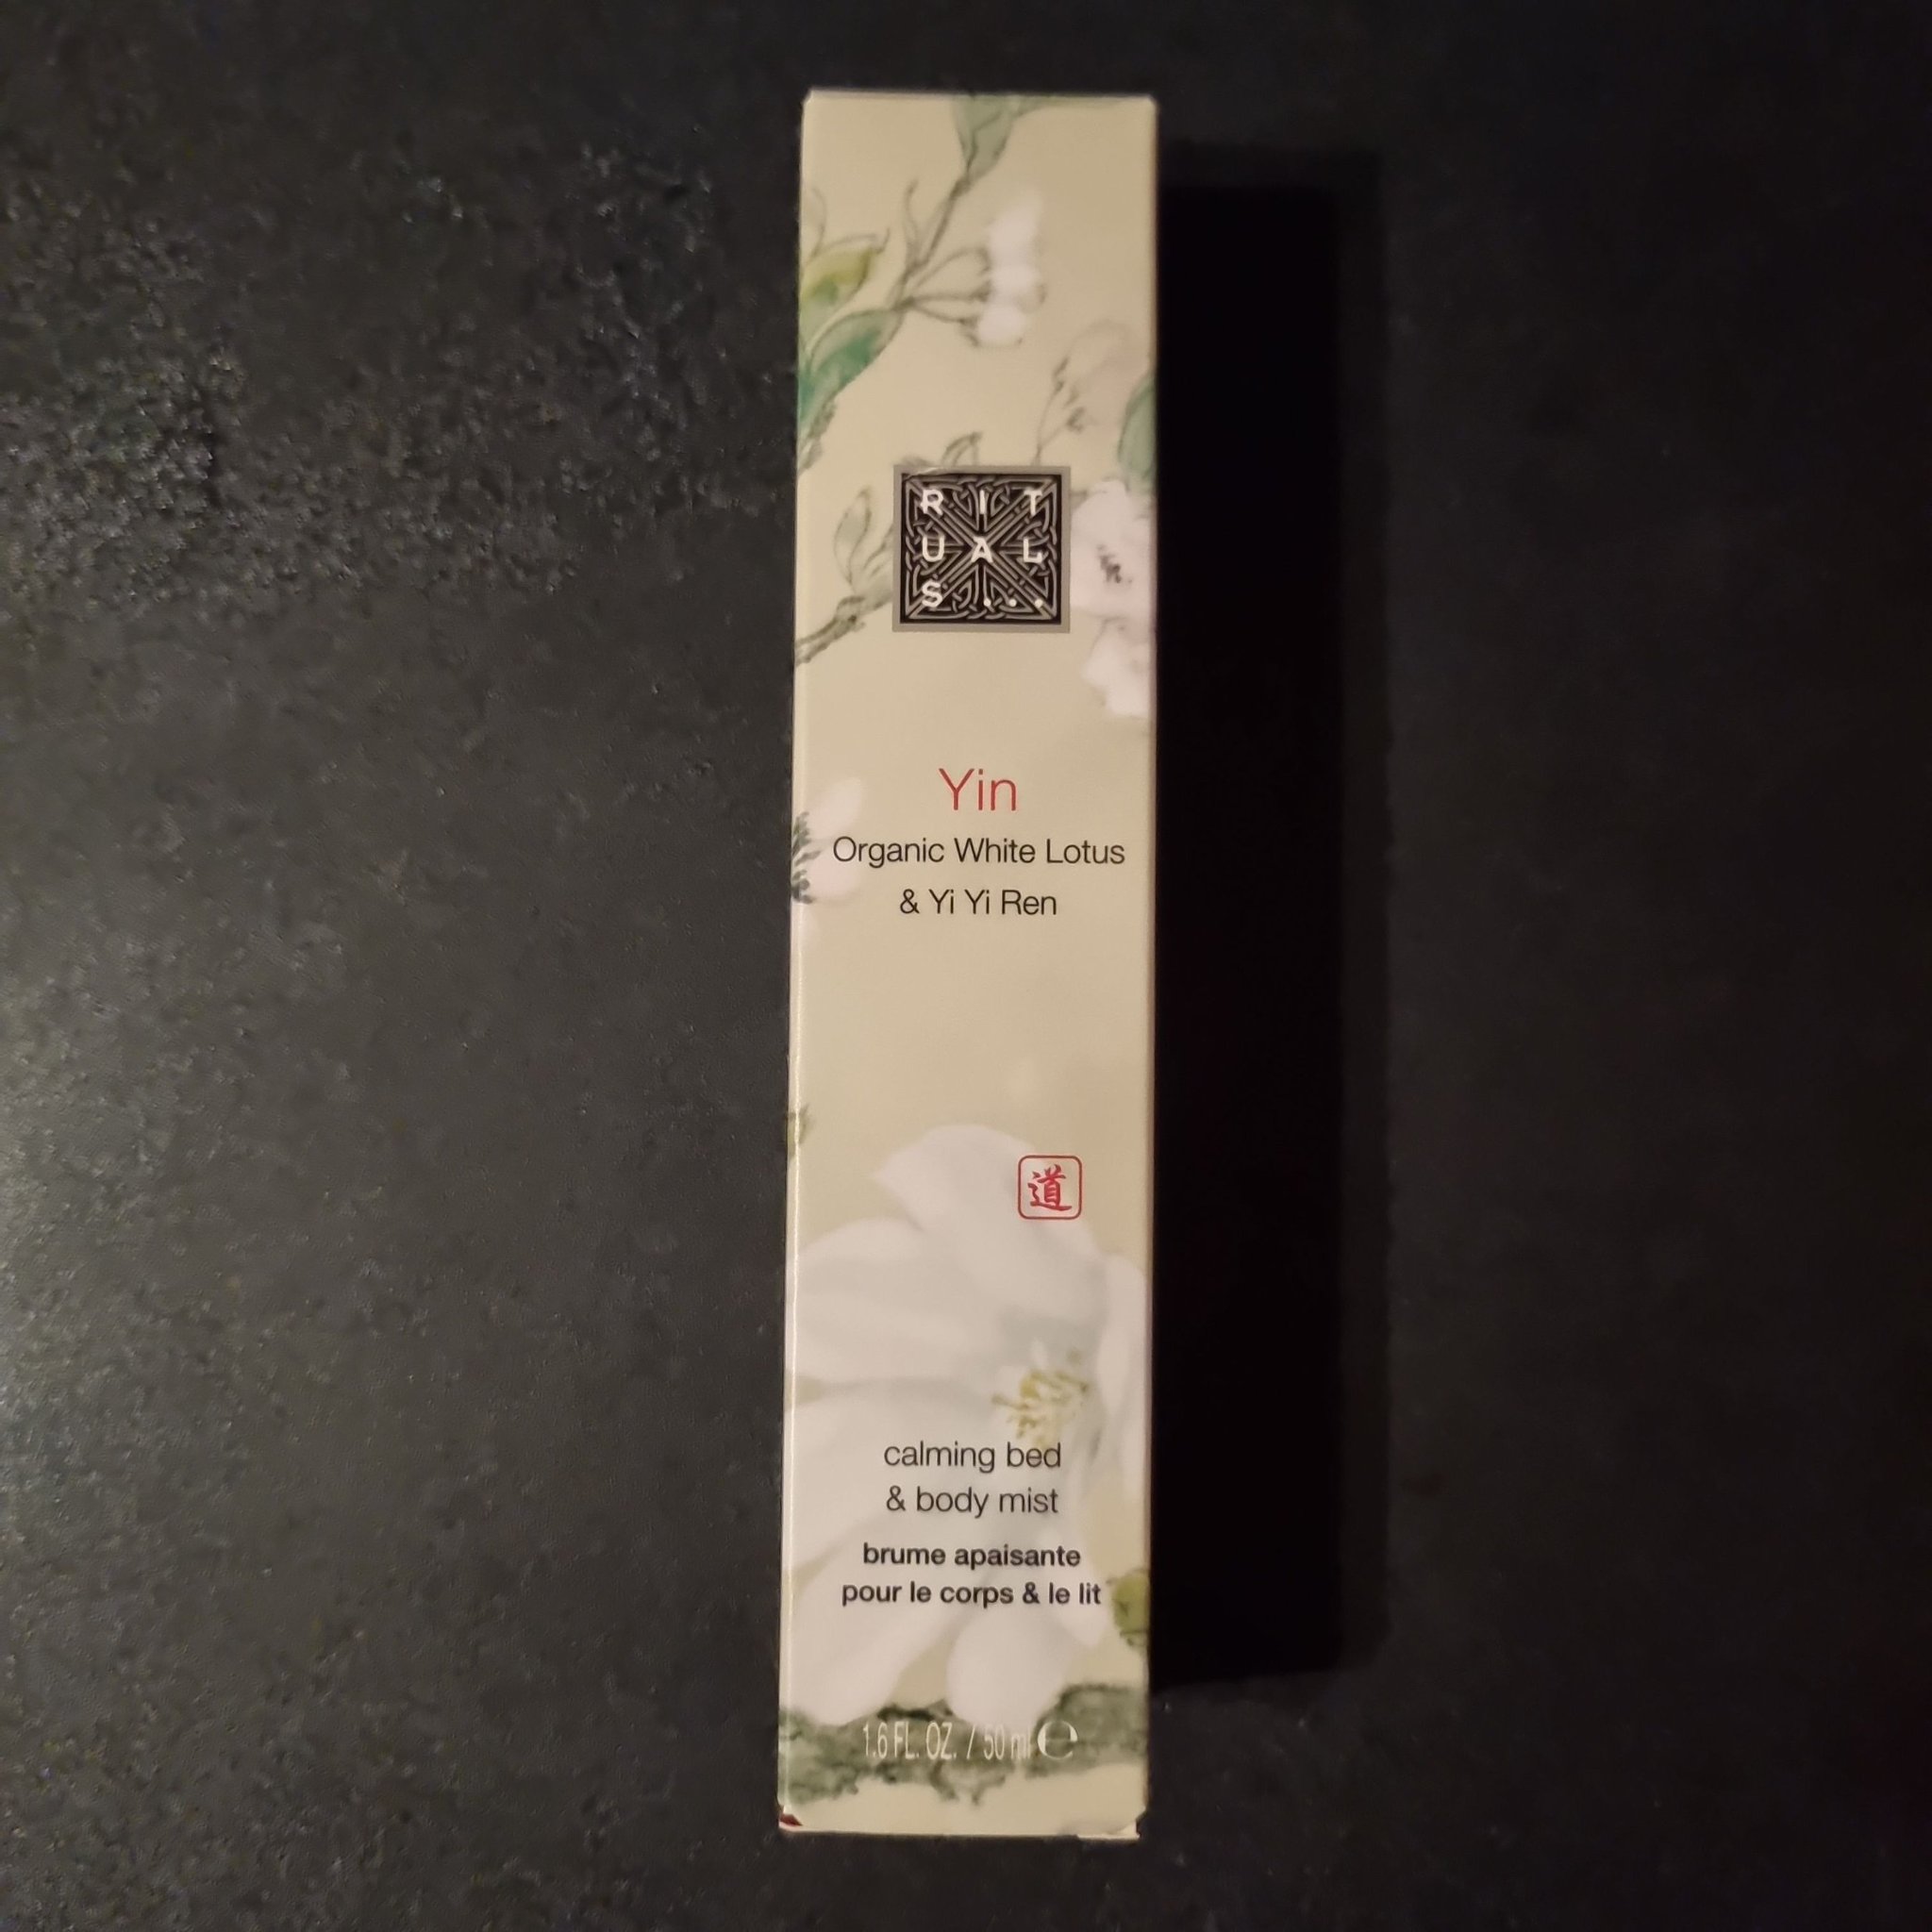 R I T
U A L
S ...
Yin
Organic White Lotus
& Yi Yi Ren
道
calming bed
& body mist
brume apaisante
pour le corps & le lit
1.6 FL. OZ. / 50 ml ℮